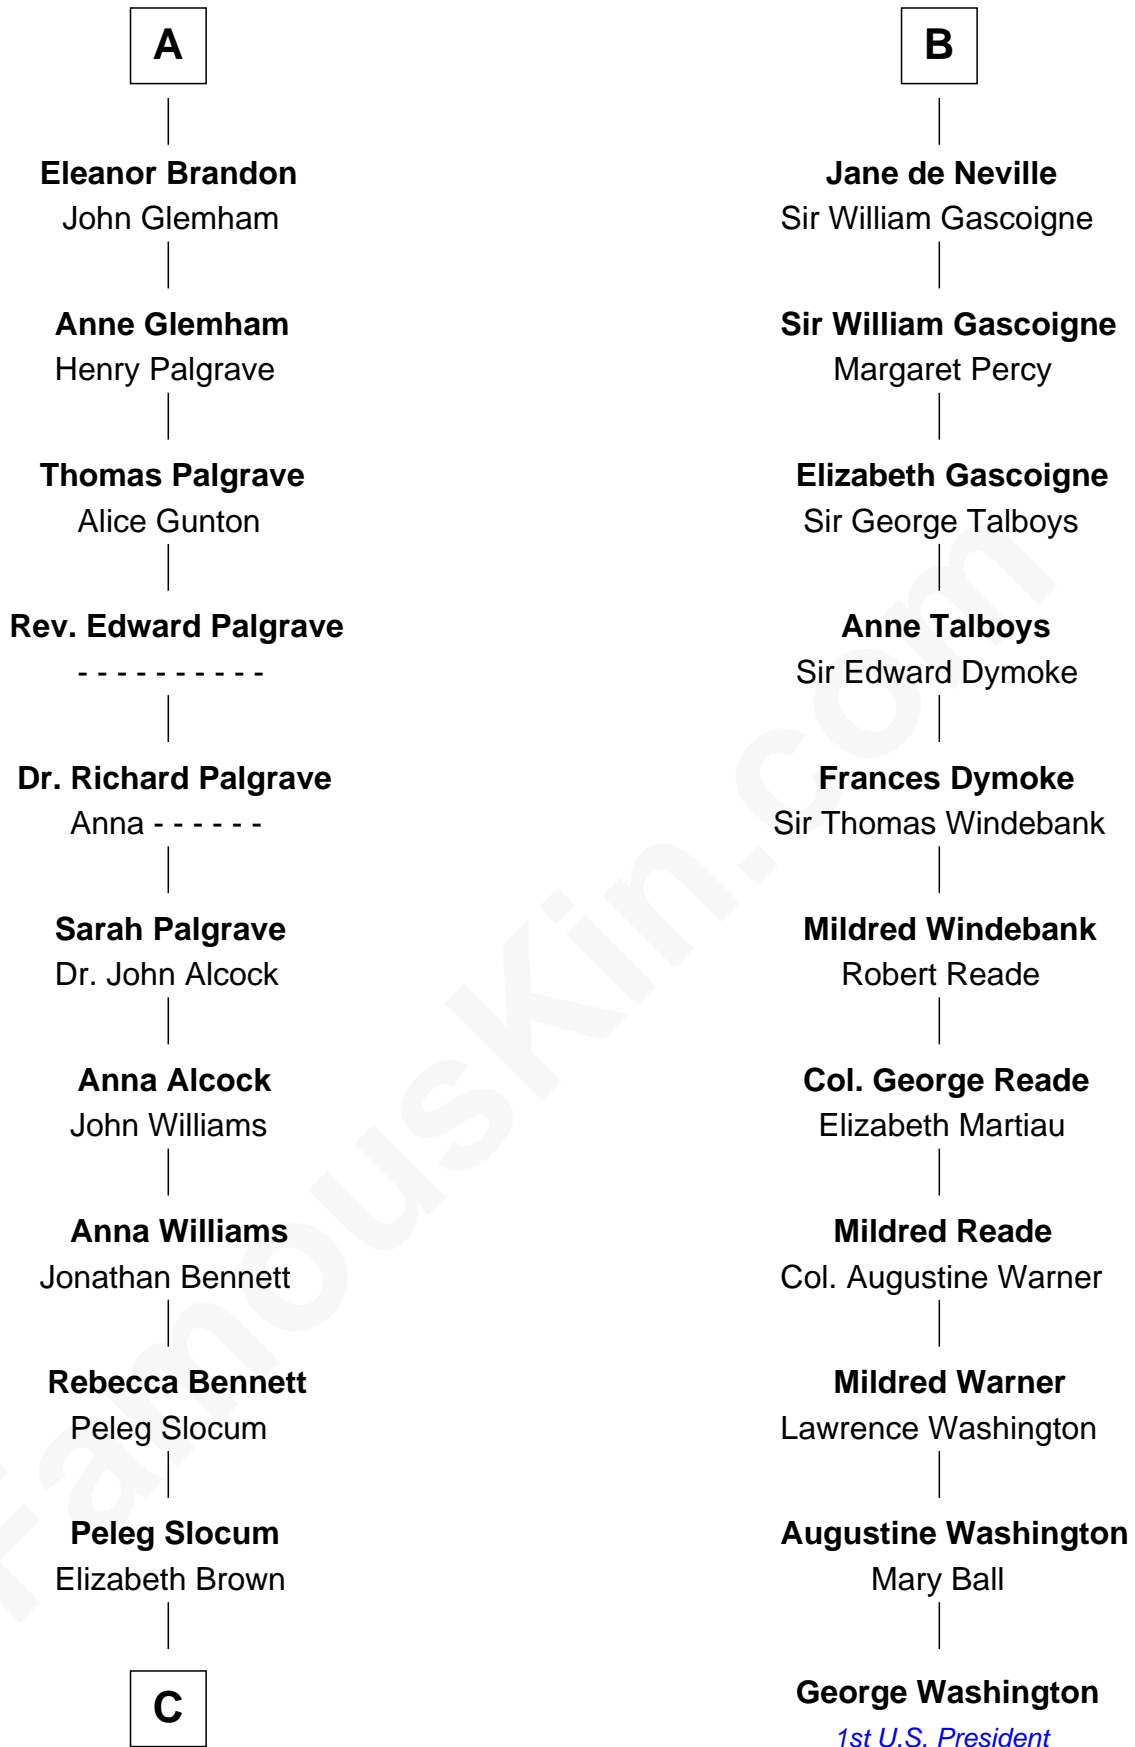 A
Eleanor Brandon
John Glemham
Anne Glemham
Henry Palgrave
Thomas Palgrave
Alice Gunton
Rev. Edward Palgrave
- - - - - - - - - -
Dr. Richard Palgrave
Anna - - - - - -
Sarah Palgrave
Dr. John Alcock
Anna Alcock
John Williams
Anna Williams
Jonathan Bennett
Rebecca Bennett
Peleg Slocum
Peleg Slocum
Elizabeth Brown
C
B
Jane de Neville
Sir William Gascoigne
Sir William Gascoigne
Margaret Percy
Elizabeth Gascoigne
Sir George Talboys
Anne Talboys
Sir Edward Dymoke
Frances Dymoke
Sir Thomas Windebank
Mildred Windebank
Robert Reade
Col. George Reade
Elizabeth Martiau
Mildred Reade
Col. Augustine Warner
Mildred Warner
Lawrence Washington
Augustine Washington
Mary Ball
George Washington
1st U.S. President
FamousKin.com